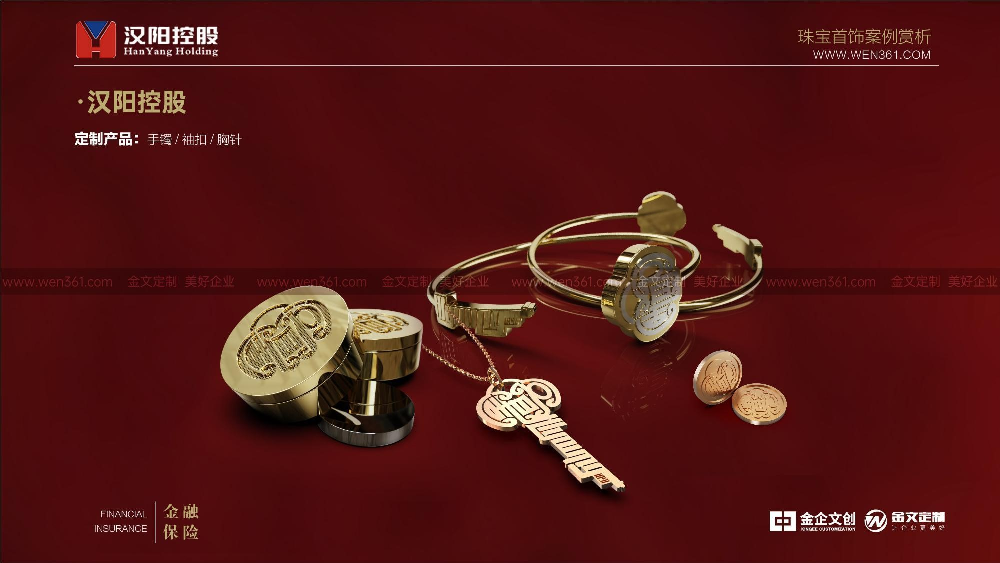 汉阳控股
HanYang Holding
珠宝首饰案例赏析
WWW.WEN361.COM
·汉阳控股
定制产品：手镯 / 袖扣 / 胸针
www.wen361.com 金文定制 美好企业 www.wen361.com 金文定制 美好企业 www.wen361.com 金文定制 美好企业 www.wen361.com 金文定制 美好企业
1891
FINANCIAL
INSURANCE
金融
保险
金企文创
KINQEE CUSTOMIZATION
金文定制
让企业更美好